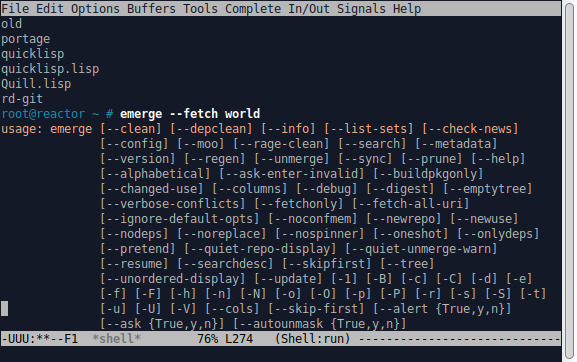 File Edit Options Buffers Tools Complete In/Out Signals Help
old
portage
quicklisp
quicklisp.lisp
Quill.lisp
rd-git
root@reactor ~ # emerge --fetch world
usage: emerge [--clean] [--depclean] [--info] [--list-sets] [--check-news]
[--config] [--moo] [--rage-clean] [--search] [--metadata]
[--version] [--regen] [--unmerge] [--sync] [--prune] [--help]
[--alphabetical] [--ask-enter-invalid] [--buildpkgonly]
[--changed-use] [--columns] [--debug] [--digest] [--emptytree]
[--verbose-conflicts] [--fetchonly] [--fetch-all-uri]
[--ignore-default-opts] [--noconfmem] [--newrepo] [--newuse]
[--nodeps] [--noreplace] [--nospinner] [--oneshot] [--onlydeps]
[--pretend] [--quiet-repo-display] [--quiet-unmerge-warn]
[--resume] [--searchdesc] [--skipfirst] [--tree]
[--unordered-display] [--update] [-1] [-B] [-c] [-C] [-d] [-e]
[-f] [-F] [-h] [-n] [-N] [-o] [-O] [-p] [-P] [-r] [-s] [-S] [-t]
[-u] [-U] [-V] [--cols] [--skip-first] [--alert {True,y,n}]
[--ask {True,y,n}] [--autounmask {True,y,n}]
-UUU:**--F1 *shell* 76% L274 (Shell:run) -----------------------------